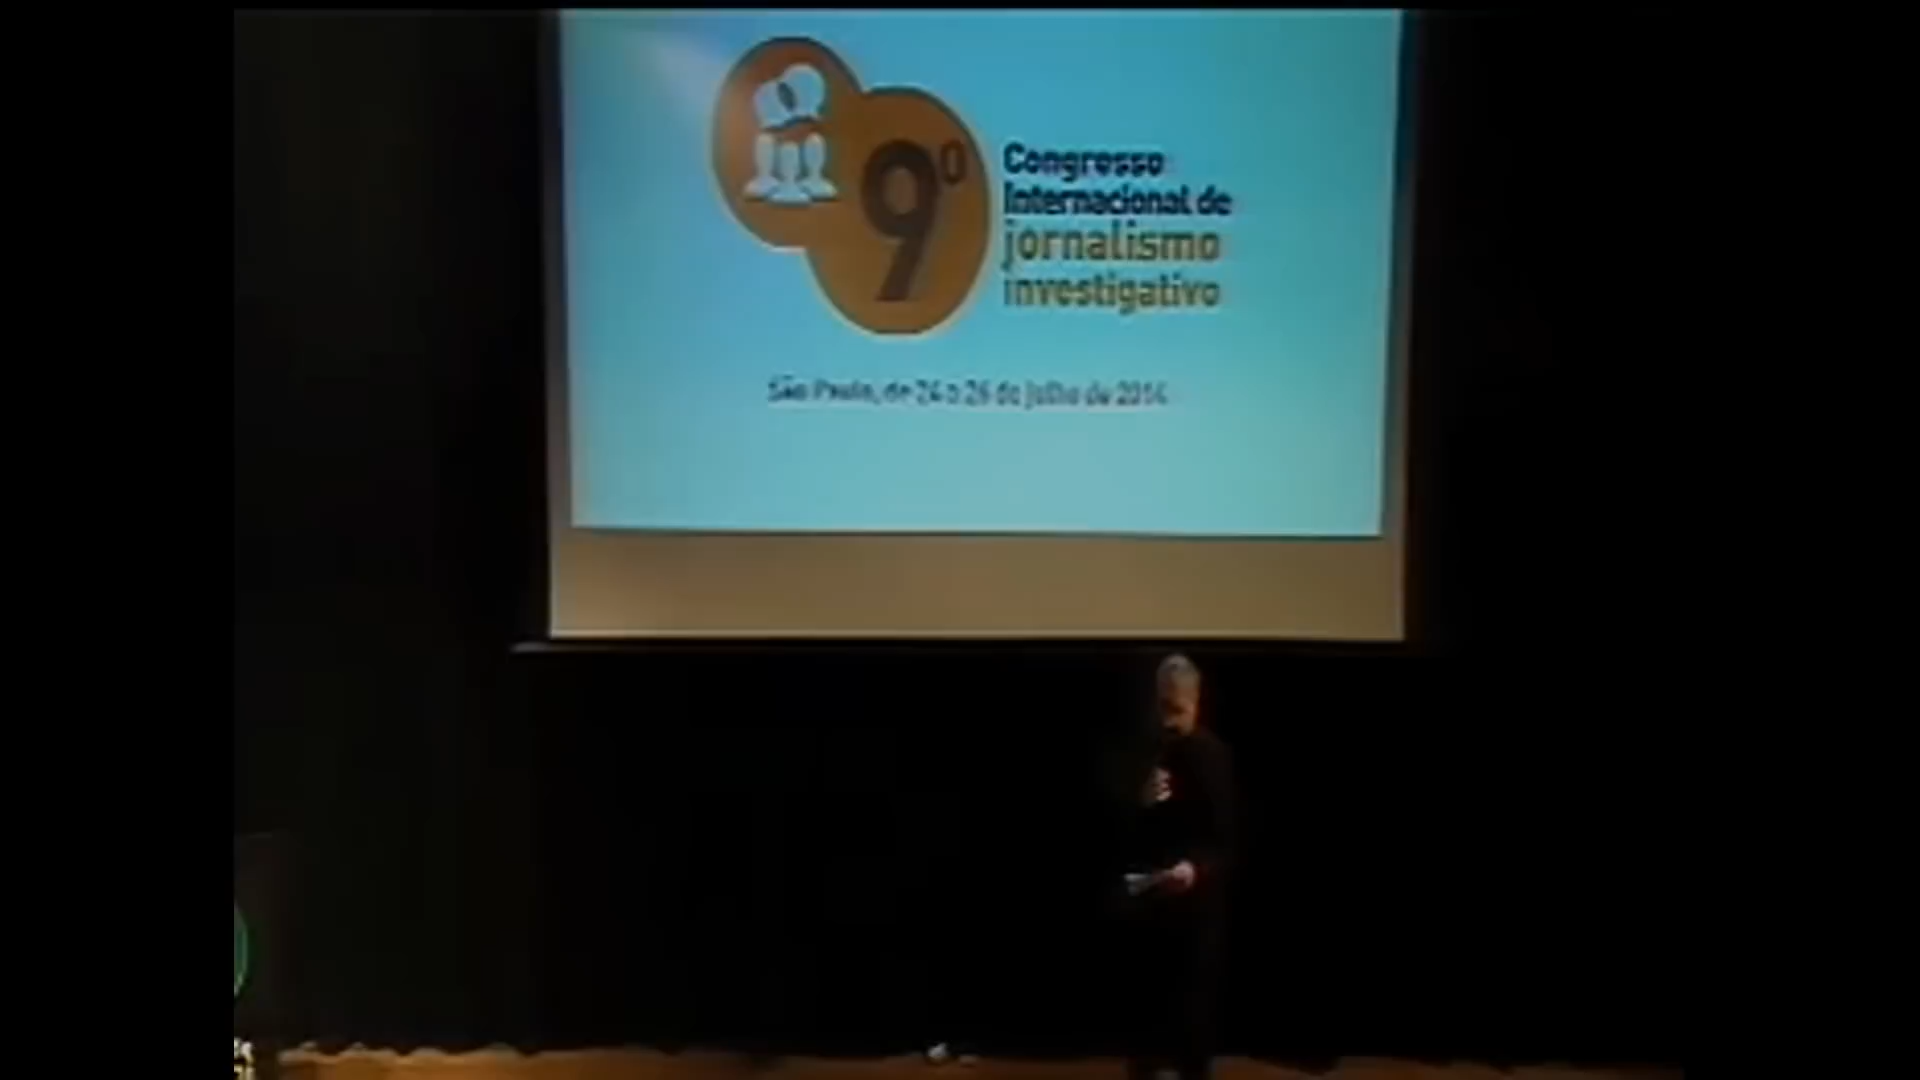 9º
Congresso
Internacional de
jornalismo
investigativo
São Paulo, de 24 a 26 de julho de 2014